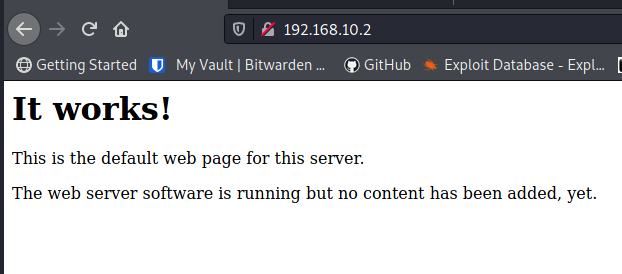 192.168.10.2
Getting Started My Vault | Bitwarden ... GitHub Exploit Database - Expl...
It works!
This is the default web page for this server.
The web server software is running but no content has been added, yet.